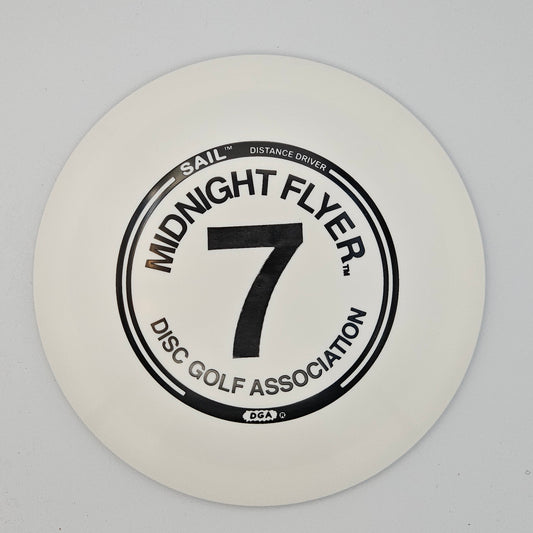 SAIL™ DISTANCE DRIVER
MIDNIGHT FLYER™
7
DISC GOLF ASSOCIATION
DGA ®